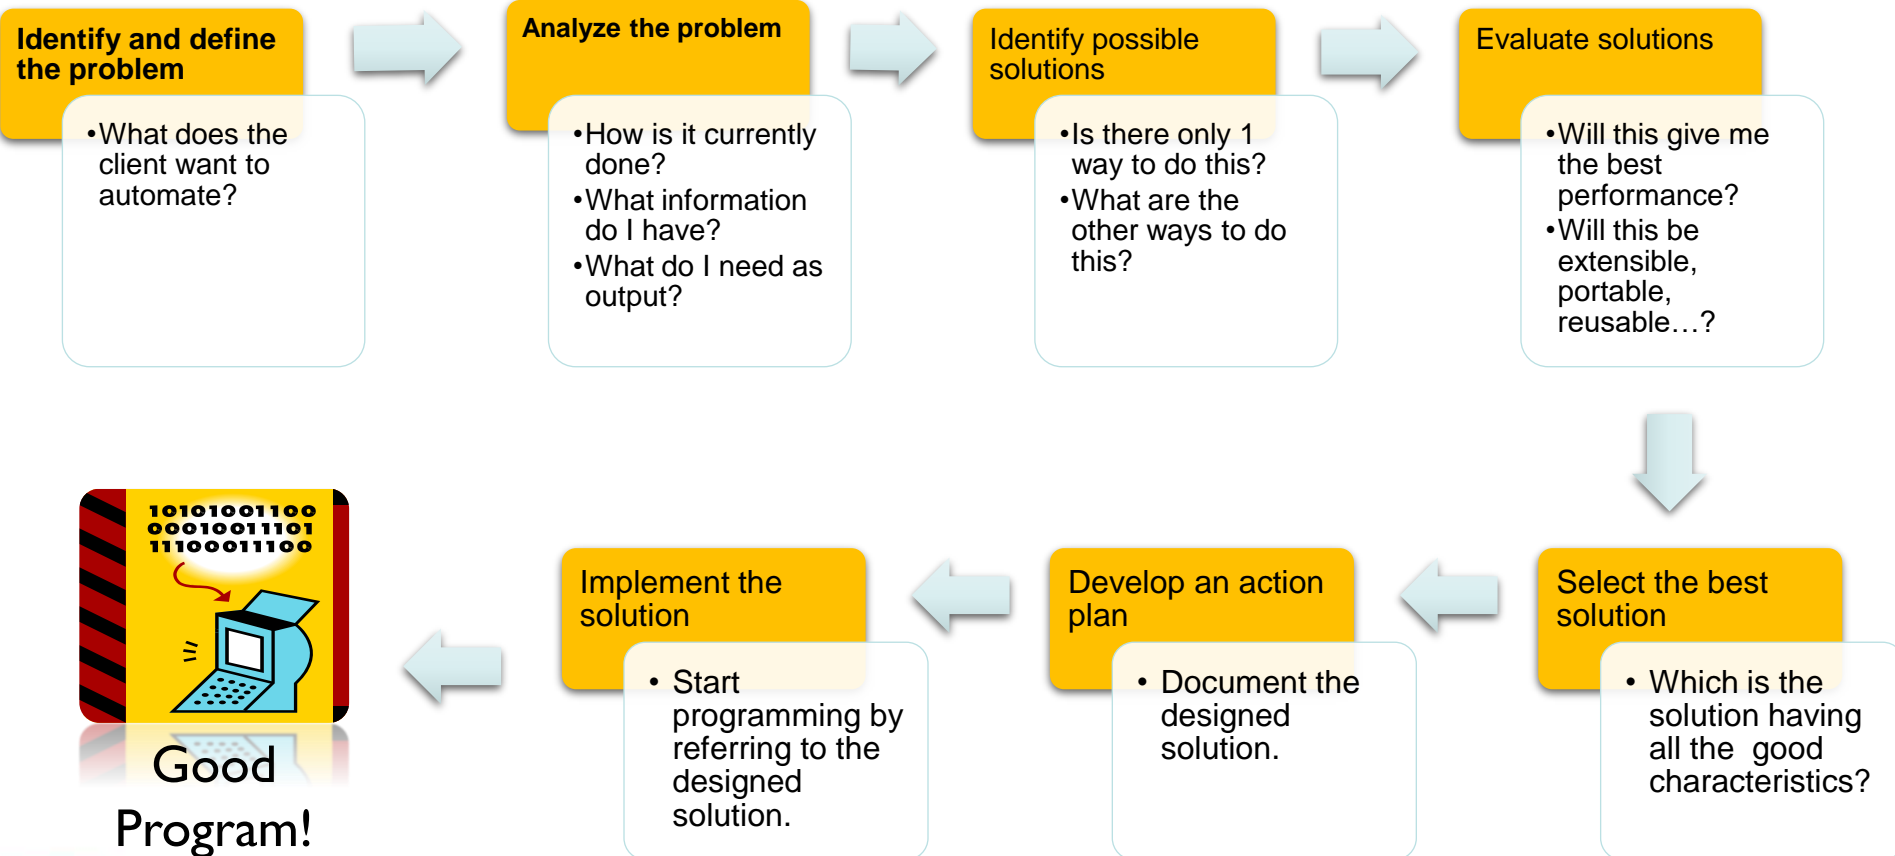 Identify and define
the problem
•What does the
client want to
automate?
Analyze the problem
•How is it currently
done?
•What information
do I have?
•What do I need as
output?
Identify possible
solutions
•Is there only 1
way to do this?
•What are the
other ways to do
this?
Evaluate solutions
•Will this give me
the best
performance?
•Will this be
extensible,
portable,
reusable…?
Select the best
solution
• Which is the
solution having
all the good
characteristics?
Develop an action
plan
• Document the
designed
solution.
Implement the
solution
• Start
programming by
referring to the
designed
solution.
10101001100
00010011101
11100011100
Good
Program!